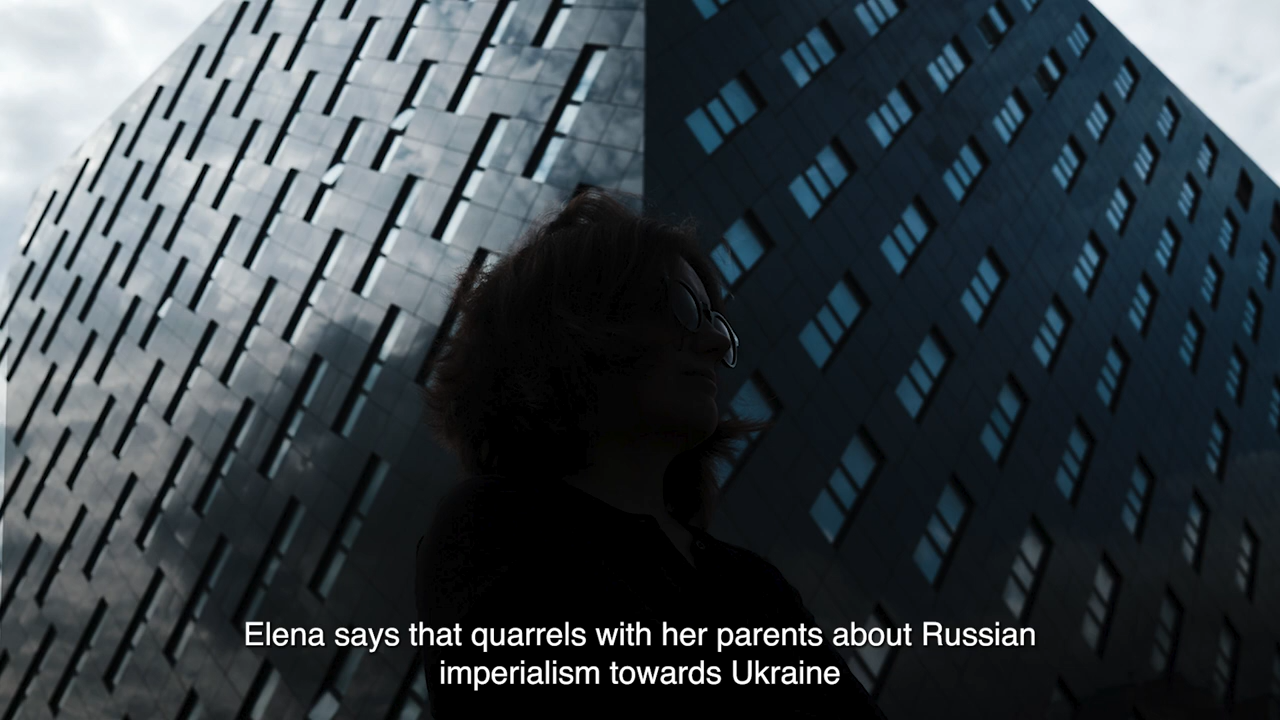 Elena says that quarrels with her parents about Russian
imperialism towards Ukraine